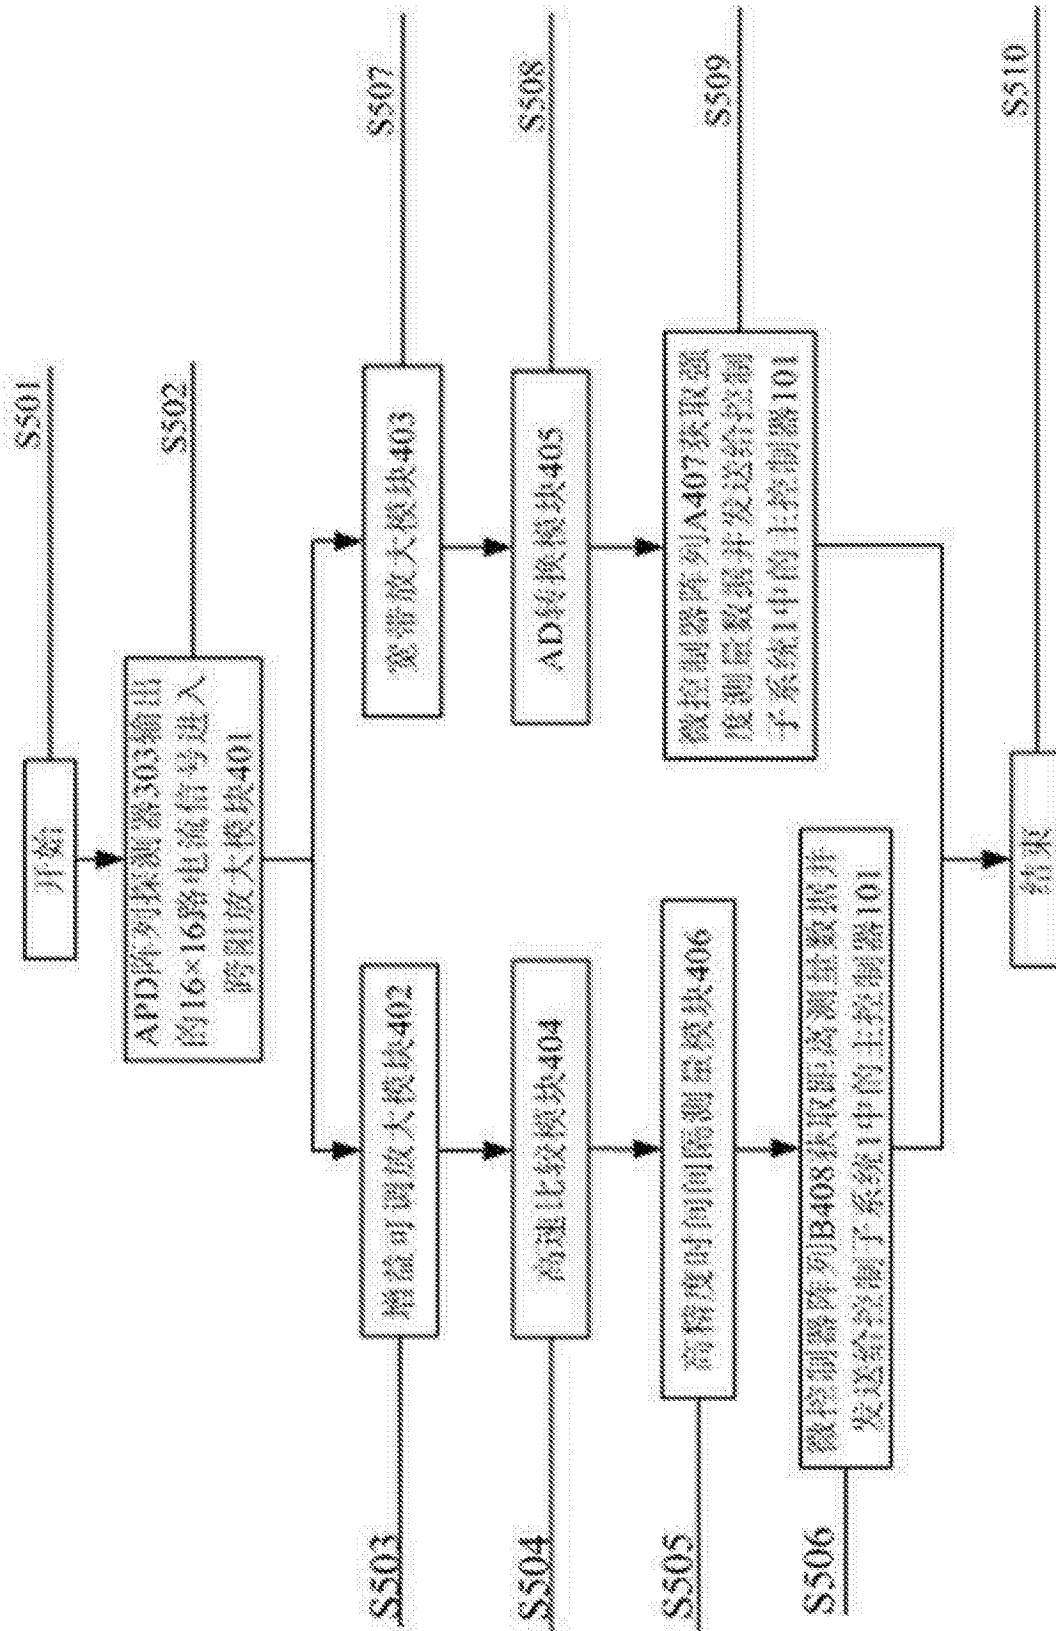 开始
S501
APD阵列探测器303输出
的16×16路电流信号进入
跨阻放大模块401
S502
S503
增益可调放大模块402
S504
高速比较模块404
S505
高精度时间间隔测量模块406
S506
微控制器阵列B408获取距离测量数据并
发送给控制子系统1中的主控制器101
宽带放大模块403
S507
AD转换模块405
S508
微控制器阵列A407获取强
度测量数据并发送给控制
子系统1中的主控制器101
S509
结束
S510